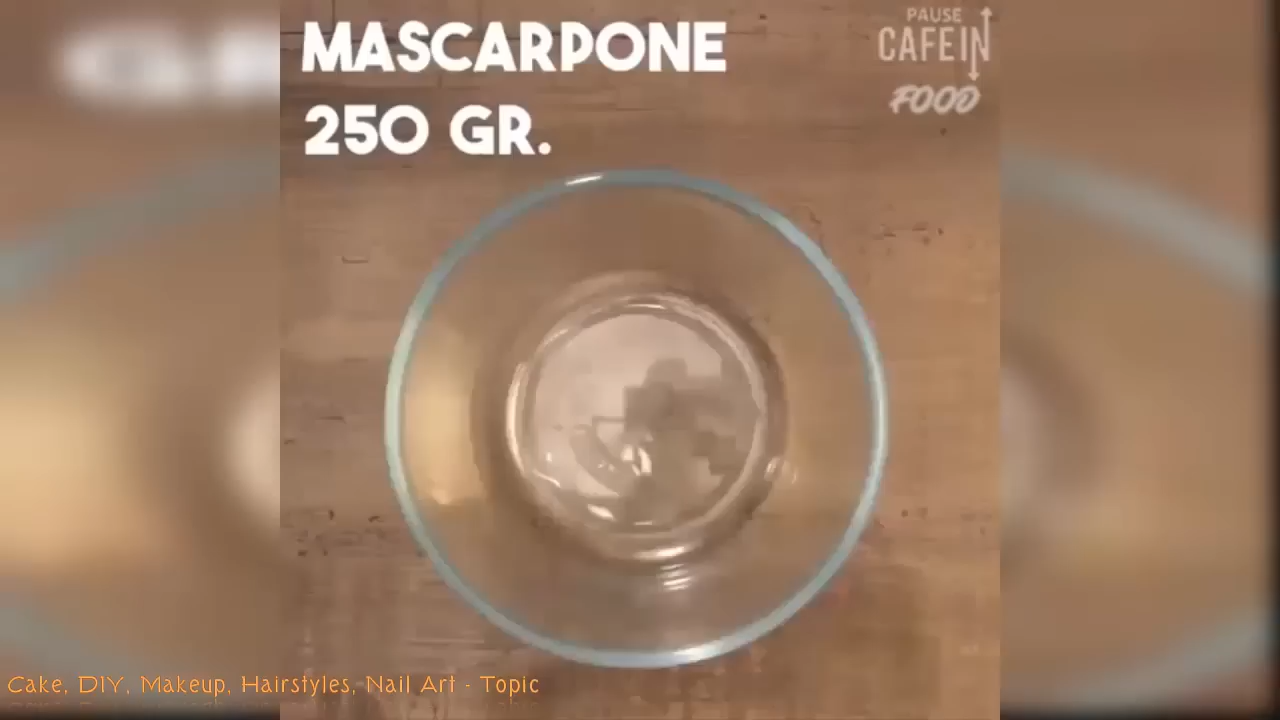 MASCARPONE
250 GR.
PAUSE
CAFEIN
FOOD
Cake, DIY, Makeup, Hairstyles, Nail Art - Topic